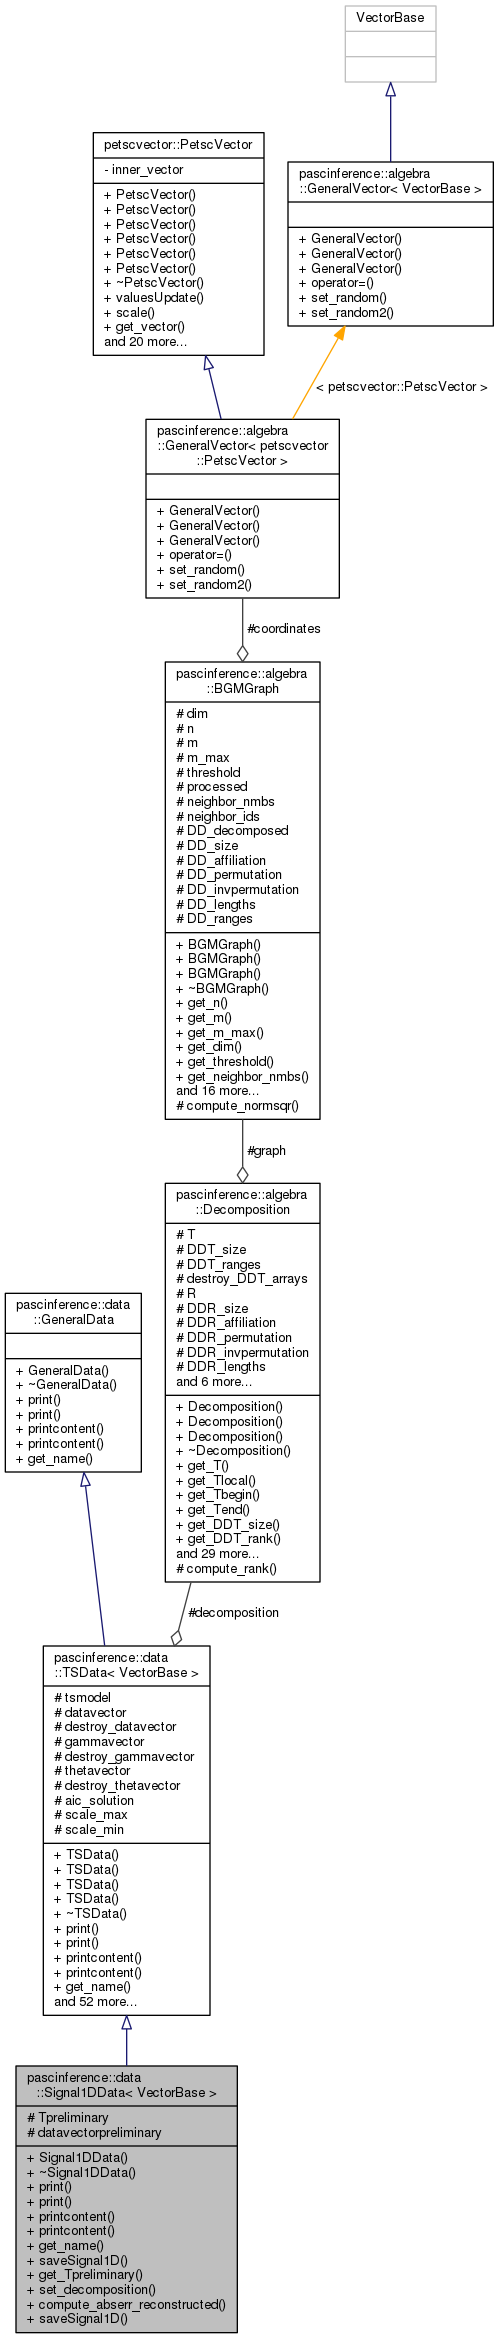 VectorBase
petscvector::PetscVector
- inner_vector
+ PetscVector()
+ PetscVector()
+ PetscVector()
+ PetscVector()
+ PetscVector()
+ PetscVector()
+ ~PetscVector()
+ valuesUpdate()
+ scale()
+ get_vector()
and 20 more...
pascinference::algebra
::GeneralVector< VectorBase >
+ GeneralVector()
+ GeneralVector()
+ GeneralVector()
+ operator=()
+ set_random()
+ set_random2()
< petscvector::PetscVector >
pascinference::algebra
::GeneralVector< petscvector
::PetscVector >
+ GeneralVector()
+ GeneralVector()
+ GeneralVector()
+ operator=()
+ set_random()
+ set_random2()
#coordinates
pascinference::algebra
::BGMGraph
# dim
# n
# m
# m_max
# threshold
# processed
# neighbor_nmbs
# neighbor_ids
# DD_decomposed
# DD_size
# DD_affiliation
# DD_permutation
# DD_invpermutation
# DD_lengths
# DD_ranges
+ BGMGraph()
+ BGMGraph()
+ BGMGraph()
+ ~BGMGraph()
+ get_n()
+ get_m()
+ get_m_max()
+ get_dim()
+ get_threshold()
+ get_neighbor_nmbs()
and 16 more...
# compute_normsqr()
#graph
pascinference::algebra
::Decomposition
# T
# DDT_size
# DDT_ranges
# destroy_DDT_arrays
# R
# DDR_size
# DDR_affiliation
# DDR_permutation
# DDR_invpermutation
# DDR_lengths
and 6 more...
+ Decomposition()
+ Decomposition()
+ Decomposition()
+ ~Decomposition()
+ get_T()
+ get_Tlocal()
+ get_Tbegin()
+ get_Tend()
+ get_DDT_size()
+ get_DDT_rank()
and 29 more...
# compute_rank()
pascinference::data
::GeneralData
+ GeneralData()
+ ~GeneralData()
+ print()
+ print()
+ printcontent()
+ printcontent()
+ get_name()
#decomposition
pascinference::data
::TSData< VectorBase >
# tsmodel
# datavector
# destroy_datavector
# gammavector
# destroy_gammavector
# thetavector
# destroy_thetavector
# aic_solution
# scale_max
# scale_min
+ TSData()
+ TSData()
+ TSData()
+ TSData()
+ ~TSData()
+ print()
+ print()
+ printcontent()
+ printcontent()
+ get_name()
and 52 more...
pascinference::data
::Signal1DData< VectorBase >
# Tpreliminary
# datavectorpreliminary
+ Signal1DData()
+ ~Signal1DData()
+ print()
+ print()
+ printcontent()
+ printcontent()
+ get_name()
+ saveSignal1D()
+ get_Tpreliminary()
+ set_decomposition()
+ compute_abserr_reconstructed()
+ saveSignal1D()